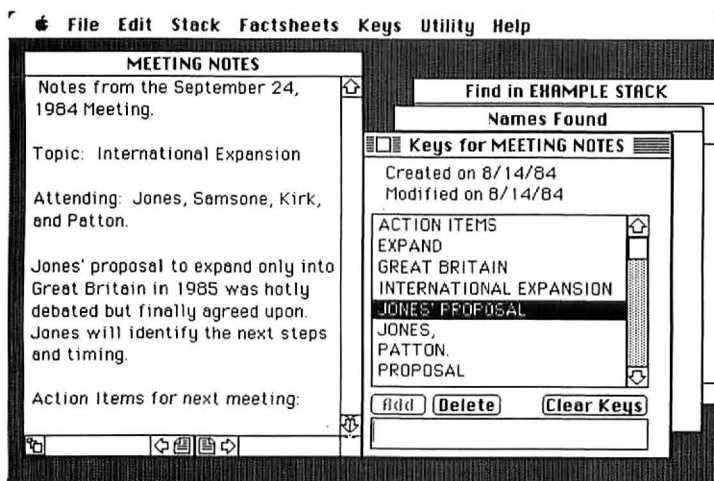 File Edit Stack Factsheets Keys Utility Help
MEETING NOTES
Notes from the September 24,
1984 Meeting.
Topic: International Expansion
Attending: Jones, Samsone, Kirk,
and Patton.
Jones' proposal to expand only into
Great Britain in 1985 was hotly
debated but finally agreed upon.
Jones will identify the next steps
and timing.
Action Items for next meeting:
Find in EXAMPLE STACK
Names Found
Keys for MEETING NOTES
Created on 8/14/84
Modified on 8/14/84
ACTION ITEMS
EXPAND
GREAT BRITAIN
INTERNATIONAL EXPANSION
JONES' PROPOSAL
JONES,
PATTON.
PROPOSAL
Add Delete Clear Keys